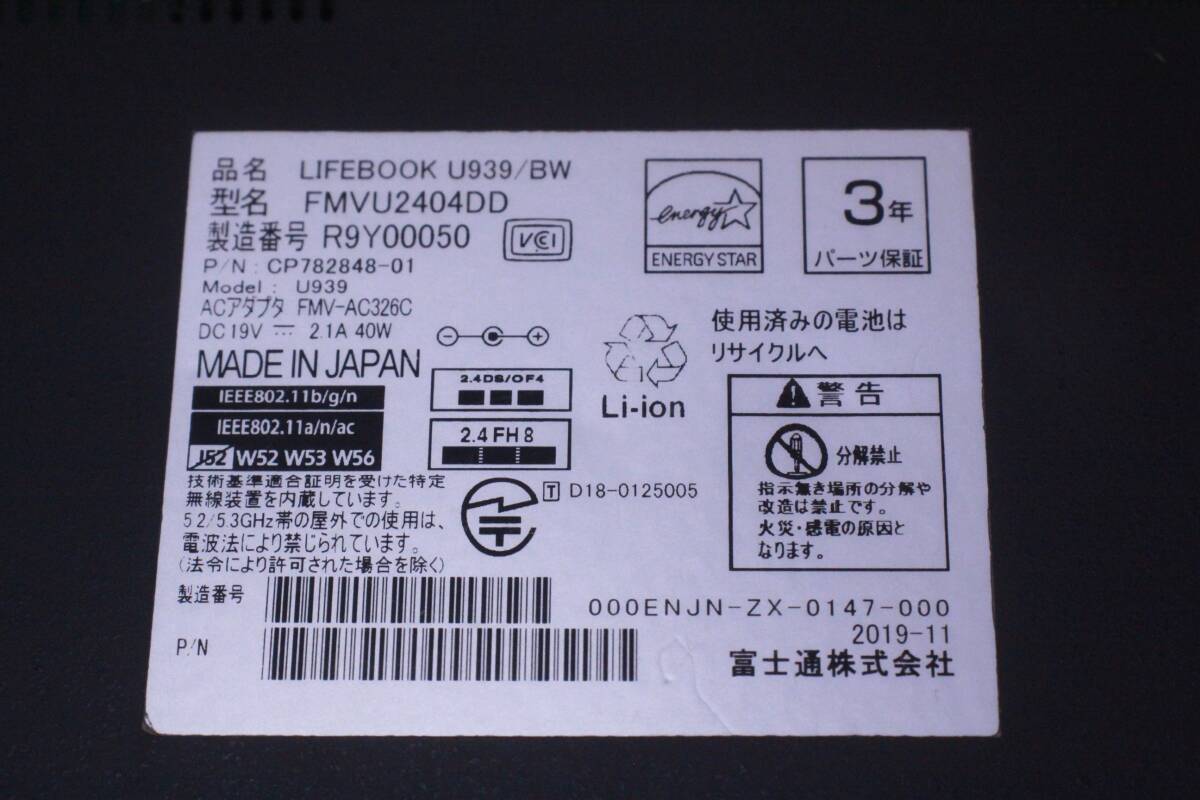 品名 LIFEBOOK U939/BW
型名 FMVU2404DD
製造番号 R9Y00050
VCCI
P/N : CP782848-01
Model : U939
ACアダプタ FMV-AC326C
DC19V 2.1A 40W
MADE IN JAPAN
energy
ENERGY STAR
3年
パーツ保証
IEEE802.11b/g/n
IEEE802.11a/n/ac
J52 W52 W53 W56
2.4DS/OF4
2.4FH8
Li-ion
使用済みの電池は
リサイクルへ
警告
分解禁止
指示無き場所の分解や
改造は禁止です。
火災・感電の原因と
なります。
技術基準適合証明を受けた特定
無線装置を内蔵しています。
5.2/5.3GHz帯の屋外での使用は、
電波法により禁じられています。
(法令により許可された場合を除く)
T D18-0125005
製造番号
P/N
000ENJN-ZX-0147-000
2019-11
富士通株式会社